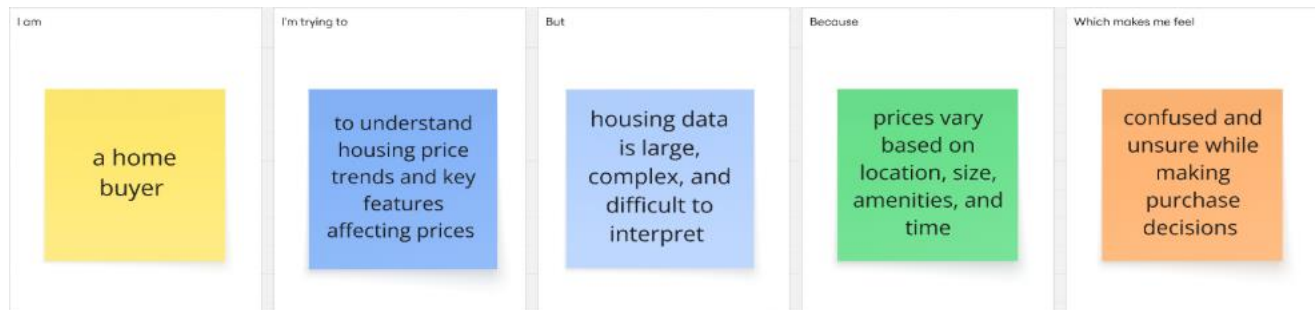 I am
a home
buyer
I'm trying to
to understand
housing price
trends and key
features
affecting prices
But
housing data
is large,
complex, and
difficult to
interpret
Because
prices vary
based on
location, size,
amenities, and
time
Which makes me feel
confused and
unsure while
making
purchase
decisions